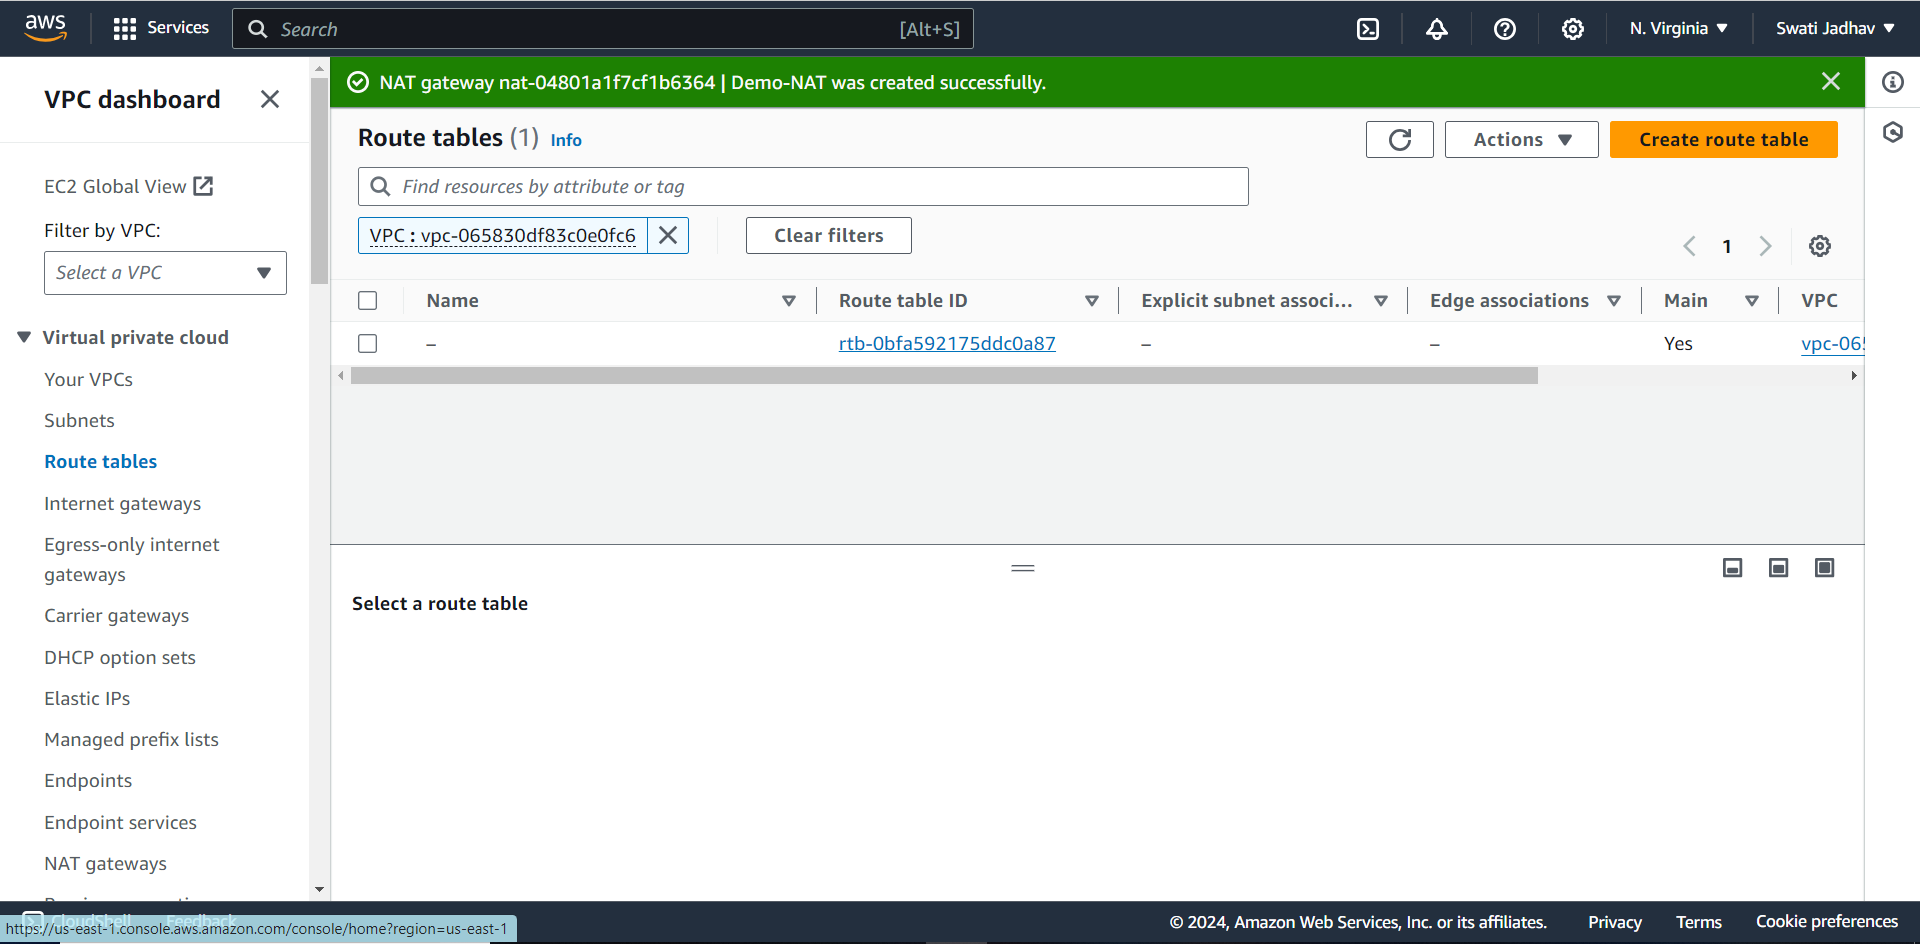 aws
Services
Search
[Alt+S]
N. Virginia
Swati Jadhav
VPC dashboard
EC2 Global View
Filter by VPC:
Select a VPC
Virtual private cloud
Your VPCs
Subnets
Route tables
Internet gateways
Egress-only internet
gateways
Carrier gateways
DHCP option sets
Elastic IPs
Managed prefix lists
Endpoints
Endpoint services
NAT gateways
NAT gateway nat-04801a1f7cf1b6364 | Demo-NAT was created successfully.
Route tables (1) Info
Actions
Create route table
Find resources by attribute or tag
VPC : vpc-065830df83c0e0fc6
Clear filters
1
Name
Route table ID
Explicit subnet associ...
Edge associations
Main
VPC
–
rtb-0bfa592175ddc0a87
–
–
Yes
vpc-065
Select a route table
CloudShell
Feedback
https://us-east-1.console.aws.amazon.com/console/home?region=us-east-1
© 2024, Amazon Web Services, Inc. or its affiliates.
Privacy
Terms
Cookie preferences